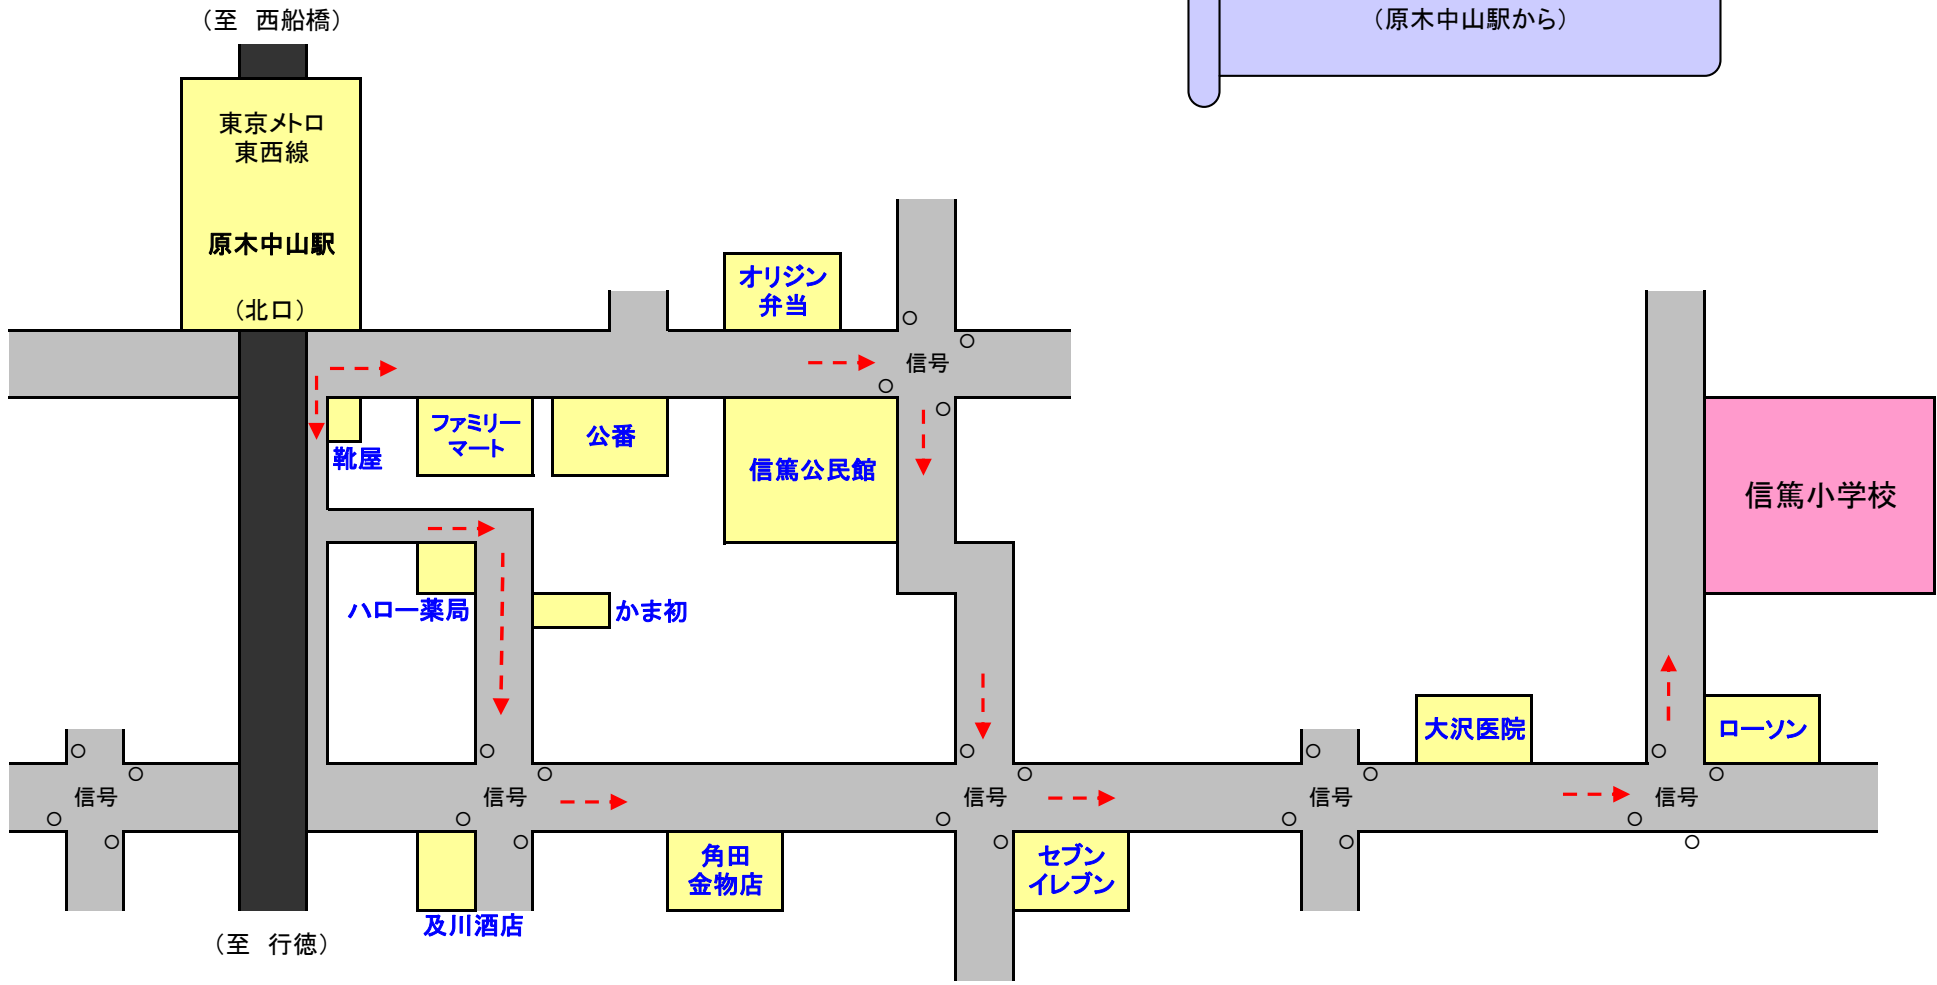 （至　西船橋）
（原木中山駅から）
東京メトロ
東西線
原木中山駅
（北口）
オリジン
弁当
信号
ファミリー
マート
公番
靴屋
信篤公民館
信篤小学校
ハロー薬局
かま初
大沢医院
ローソン
信号
信号
信号
信号
信号
角田
金物店
セブン
イレブン
及川酒店
（至　行徳）